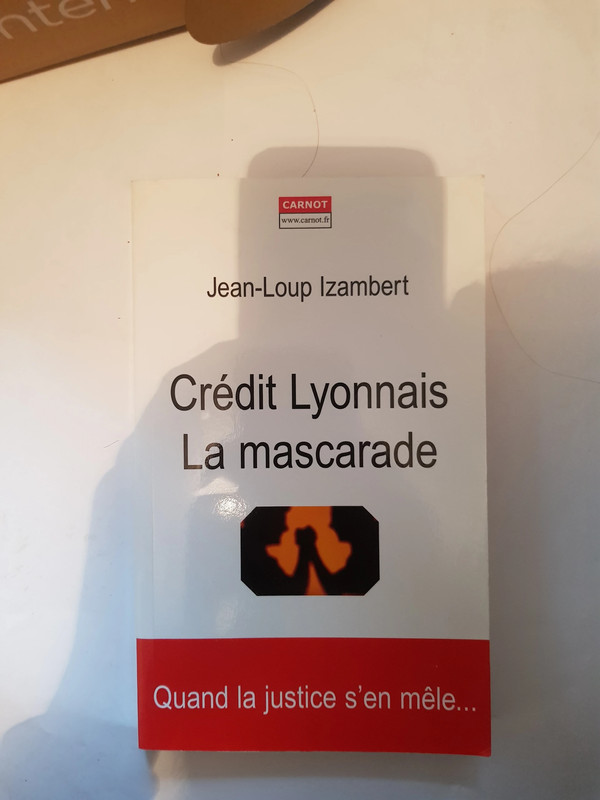 CARNOT
www.carnot.fr
Jean-Loup Izambert
Crédit Lyonnais
La mascarade
Quand la justice s'en mêle...